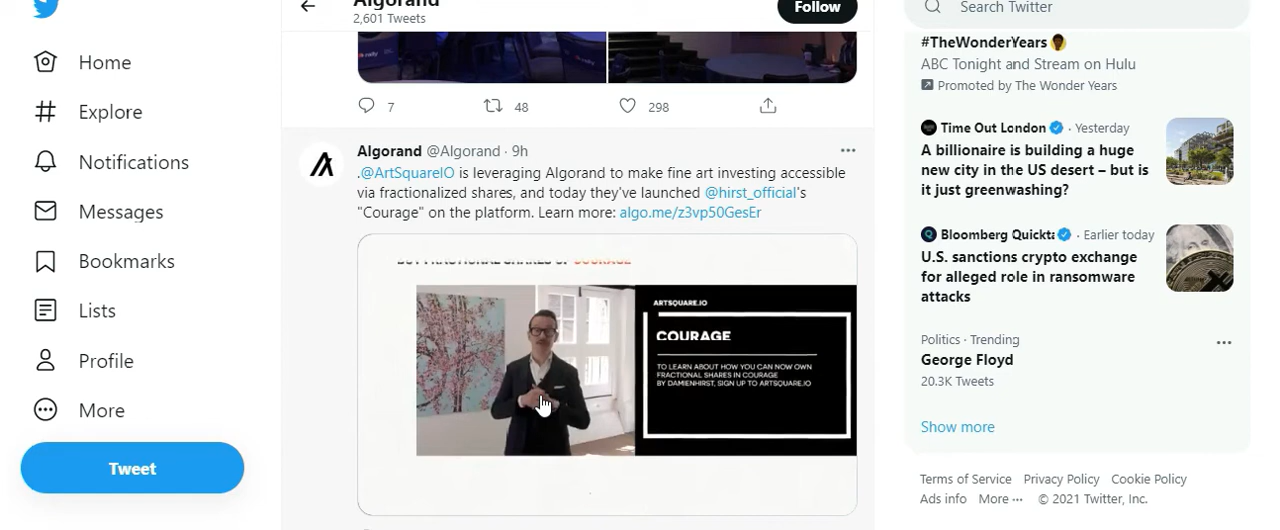 Home
Explore
Notifications
Messages
Bookmarks
Lists
Profile
More
Tweet
Algorand
2,601 Tweets
Follow
7
48
298
Algorand @Algorand · 9h
.@ArtSquareIO is leveraging Algorand to make fine art investing accessible
via fractionalized shares, and today they've launched @hirst_official's
"Courage" on the platform. Learn more: algo.me/z3vp50GesEr
COURAGE
ARTSQUARE.IO
COURAGE
TO LEARN ABOUT HOW YOU CAN NOW OWN
FRACTIONAL SHARES IN COURAGE
BY DAMIENHIRST, SIGN UP TO ARTSQUARE.IO
Search Twitter
#TheWonderYears
ABC Tonight and Stream on Hulu
Promoted by The Wonder Years
Time Out London · Yesterday
A billionaire is building a huge
new city in the US desert – but is
it just greenwashing?
Bloomberg Quickta · Earlier today
U.S. sanctions crypto exchange
for alleged role in ransomware
attacks
Politics · Trending
George Floyd
20.3K Tweets
Show more
Terms of Service Privacy Policy Cookie Policy
Ads info More ··· © 2021 Twitter, Inc.